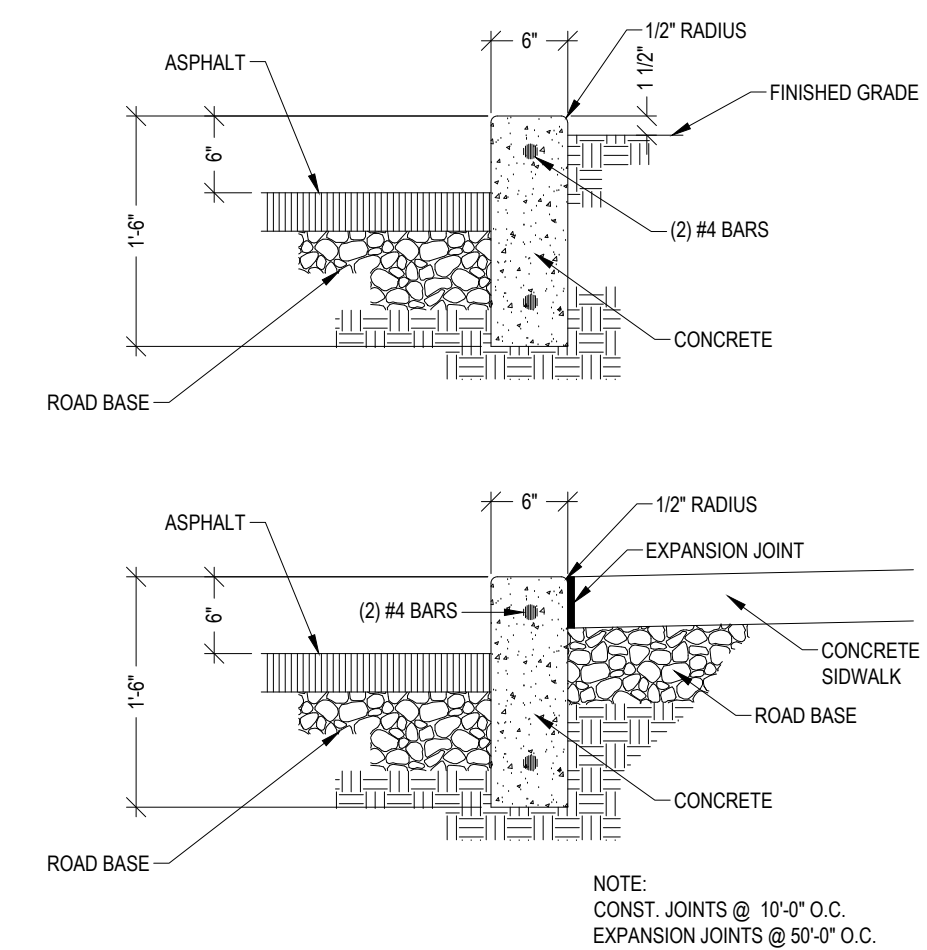 6"
1/2" RADIUS
ASPHALT
1 1/2"
FINISHED GRADE
6"
1'-6"
(2) #4 BARS
CONCRETE
ROAD BASE
6"
1/2" RADIUS
ASPHALT
EXPANSION JOINT
(2) #4 BARS
6"
1'-6"
CONCRETE
SIDWALK
ROAD BASE
CONCRETE
ROAD BASE
NOTE:
CONST. JOINTS @ 10'-0" O.C.
EXPANSION JOINTS @ 50'-0" O.C.